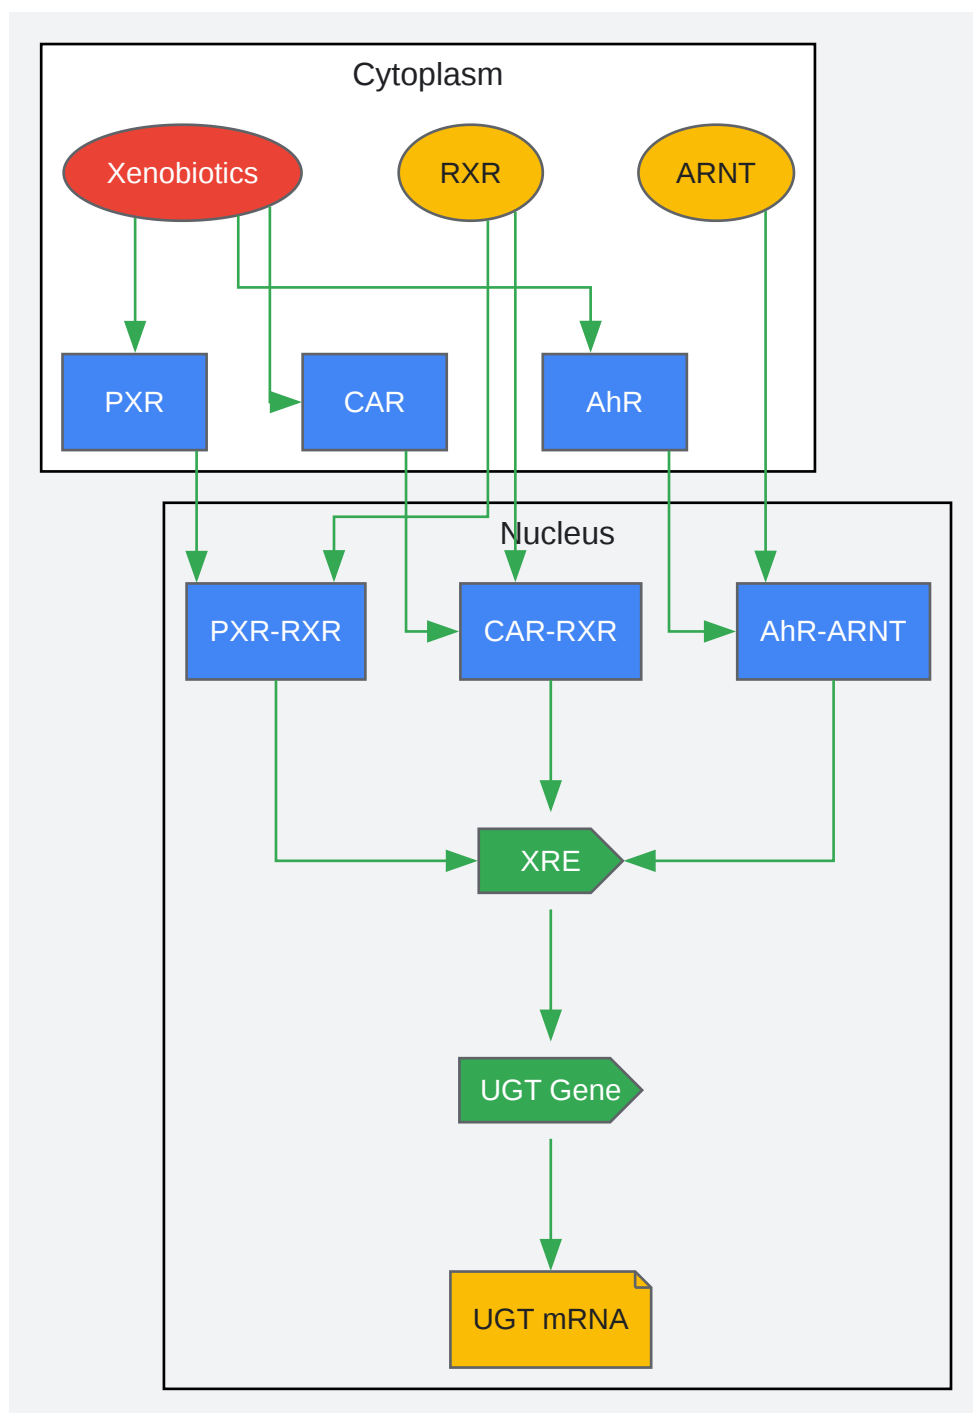 Cytoplasm
Xenobiotics
RXR
ARNT
PXR
CAR
AhR
Nucleus
PXR-RXR
CAR-RXR
AhR-ARNT
XRE
UGT Gene
UGT mRNA